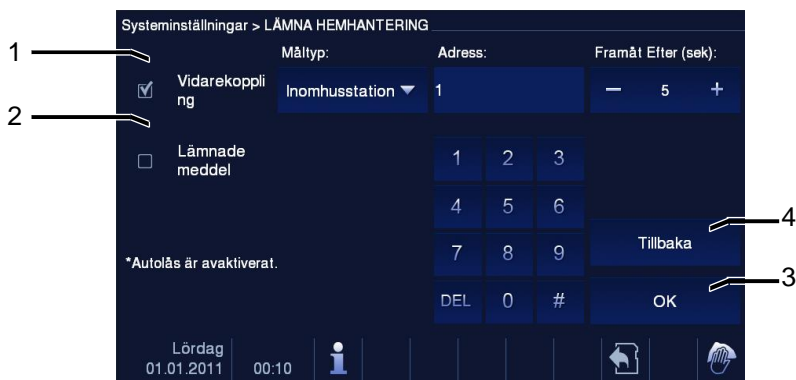 Systeminställningar > LÄMNA HEMHANTERING
1
Måltyp:
Adress:
Framåt Efter (sek):
Vidarekoppli
ng
Inomhusstation
1
— 5 +
2
Lämnade
meddel
1 2 3
4 5 6
7 8 9
DEL 0 #
4
Tillbaka
*Autolås är avaktiverat.
3
OK
Lördag
01.01.2011
00:10